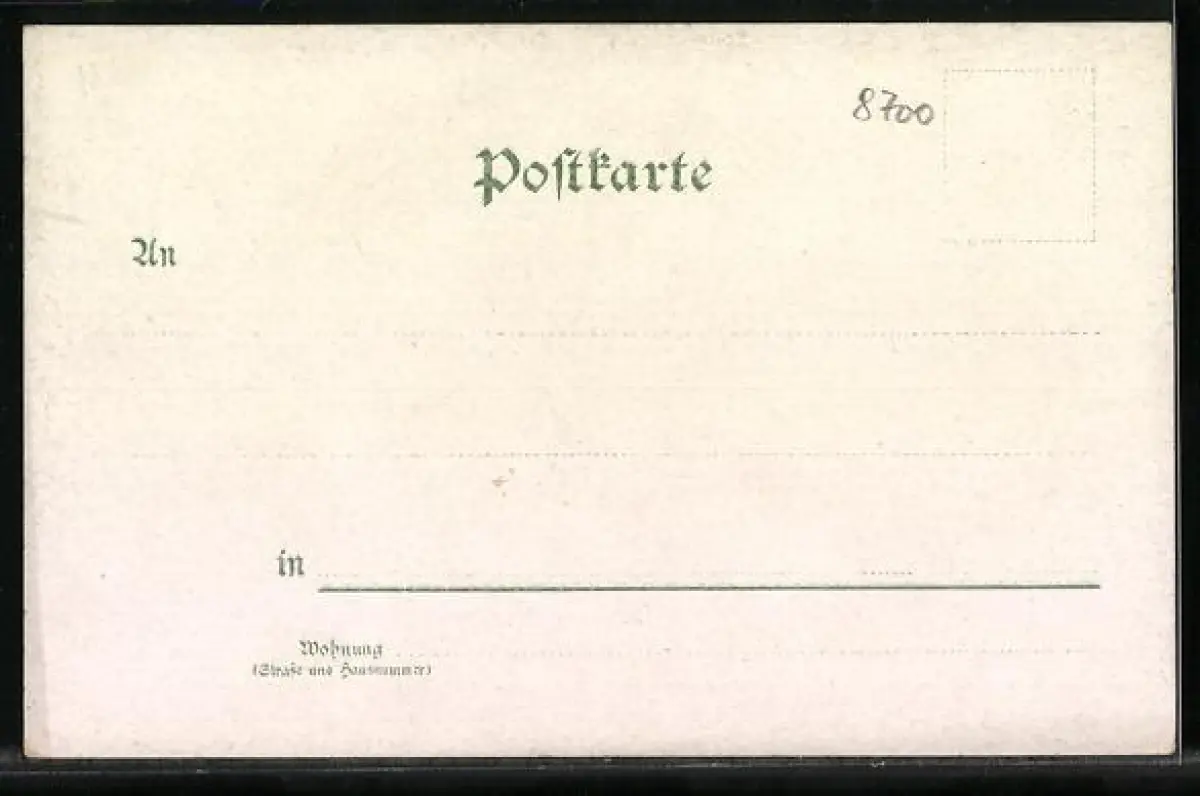 8700
Poſtkarte
An
in
Wohnung
(Straße und Hausnummer)